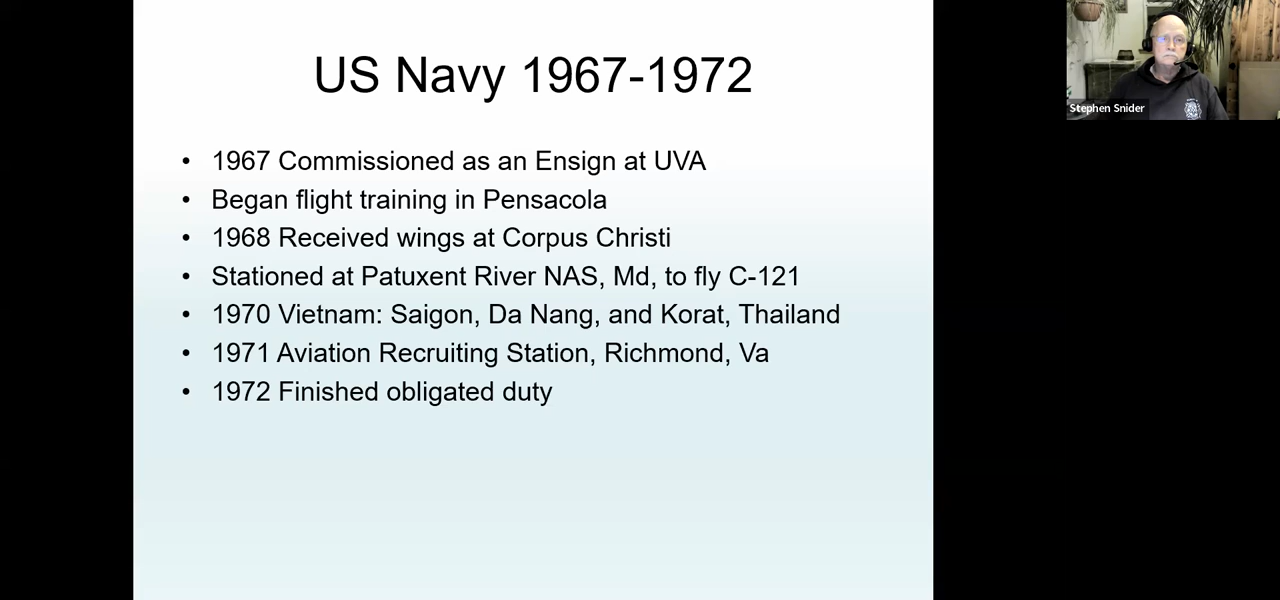 US Navy 1967-1972
• 1967 Commissioned as an Ensign at UVA
• Began flight training in Pensacola
• 1968 Received wings at Corpus Christi
• Stationed at Patuxent River NAS, Md, to fly C-121
• 1970 Vietnam: Saigon, Da Nang, and Korat, Thailand
• 1971 Aviation Recruiting Station, Richmond, Va
• 1972 Finished obligated duty
Stephen Snider